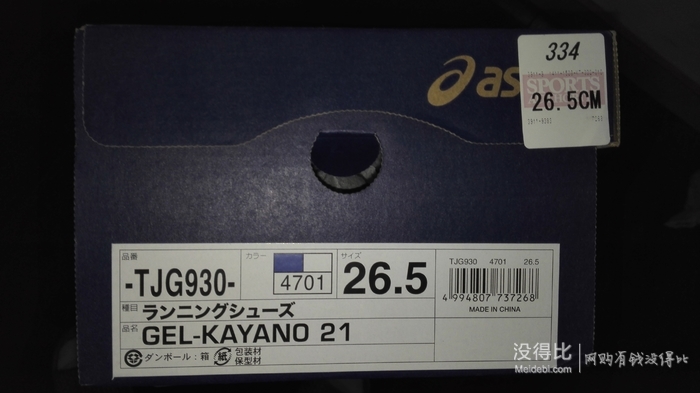 334
asi
SPORTS
26.5CM
品番
-TJG930-
カラー
4701
サイズ
26.5
TJG930 4701 26.5
4 994807 737268
MADE IN CHINA
種目
ランニングシューズ
品名
GEL-KAYANO 21
ダンボール：箱
紙
包装材
保型材
没得比
Meidebi.com
网购有钱没得比